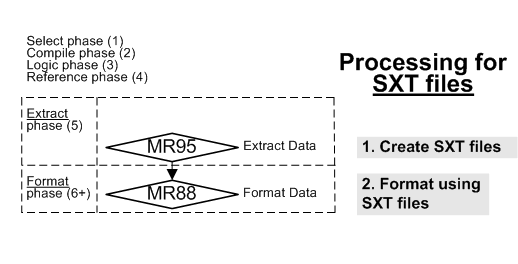 Select phase (1)
Compile phase (2)
Logic phase (3)
Reference phase (4)
Processing for
SXT files
Extract
phase (5)
MR95
Extract Data
1. Create SXT files
Format
phase (6+)
MR88
Format Data
2. Format using
SXT files